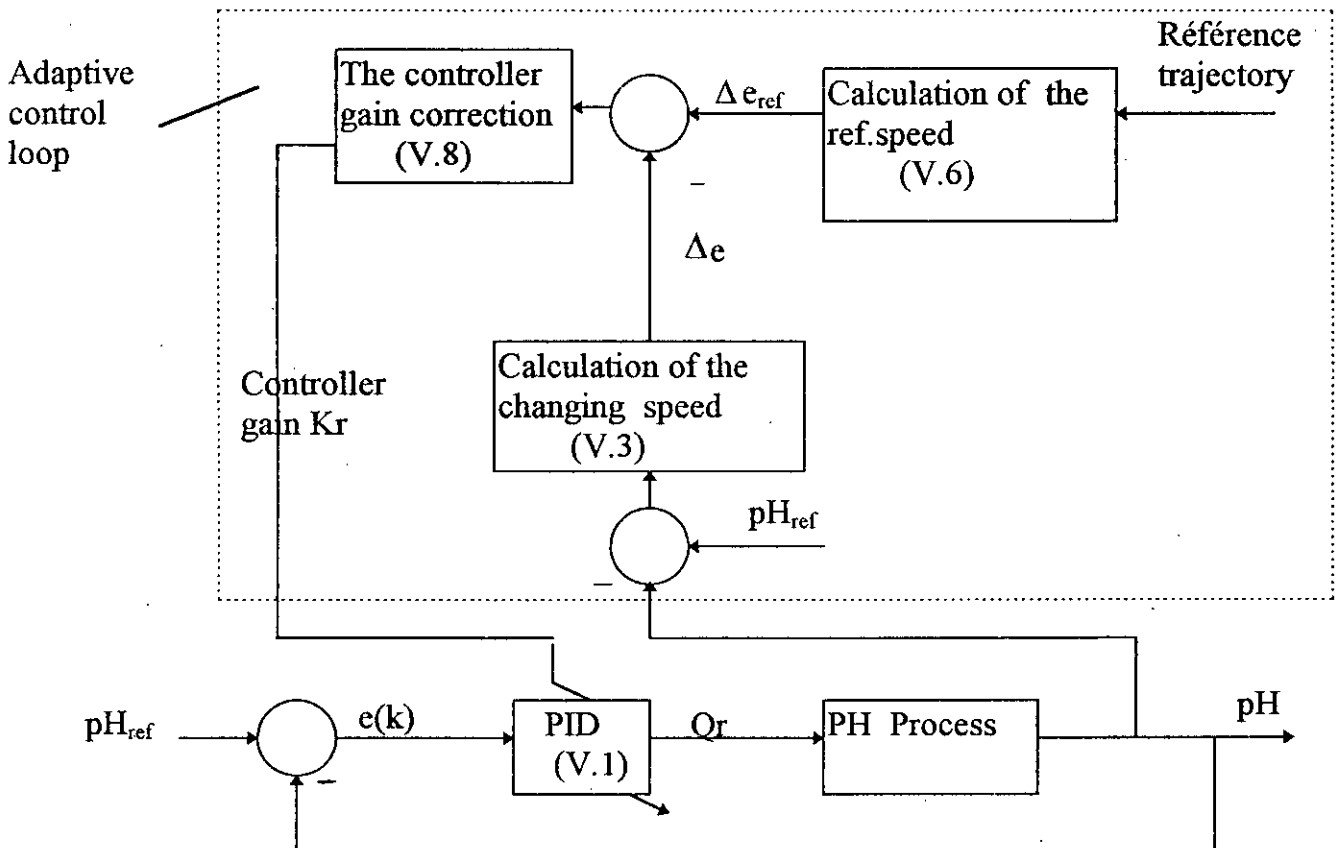 Adaptive
control
loop
The controller
gain correction
(V.8)
Δe_ref
Calculation of the
ref.speed
(V.6)
Référence
trajectory
–
Δe
Calculation of the
changing speed
(V.3)
Controller
gain Kr
pH_ref
–
pH_ref
–
e(k)
PID
(V.1)
Qr
PH Process
pH